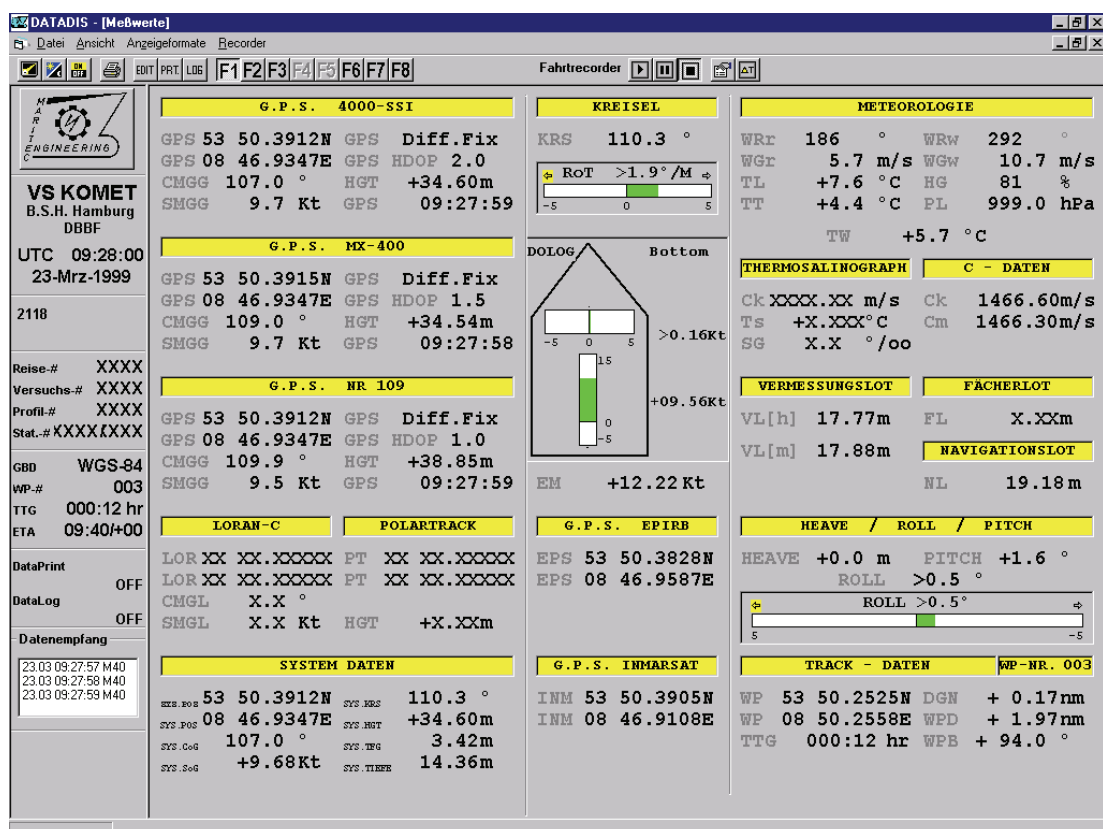 DATADIS - [Meßwerte]
Datei Ansicht Anzeigeformate Recorder
ON OFF EDIT PRT. LOG F1 F2 F3 F4 F5 F6 F7 F8 Fahrtrecorder ΔT
MARITEC
ENGINEERING
VS KOMET
B.S.H. Hamburg
DBBF
UTC 09:28:00
23-Mrz-1999
2118
Reise-# XXXX
Versuchs-# XXXX
Profil-# XXXX
Stat.-#
GBD WGS-84
WP-# 003
TTG 000:12 hr
ETA 09:40/+00
DataPrint
OFF
DataLog
OFF
Datenempfang
23.03 09:27:57 M40
23.03 09:27:58 M40
23.03 09:27:59 M40
G.P.S. 4000-SSI
GPS 53 50.3912N GPS Diff.Fix
GPS 08 46.9347E GPS HDOP 2.0
CMGG 107.0 ° HGT +34.60m
SMGG 9.7 Kt GPS 09:27:59
G.P.S. MX-400
GPS 53 50.3915N GPS Diff.Fix
GPS 08 46.9347E GPS HDOP 1.5
CMGG 109.0 ° HGT +34.54m
SMGG 9.7 Kt GPS 09:27:58
G.P.S. NR 109
GPS 53 50.3912N GPS Diff.Fix
GPS 08 46.9347E GPS HDOP 1.0
CMGG 109.9 ° HGT +38.85m
SMGG 9.5 Kt GPS 09:27:59
LORAN-C POLARTRACK
LOR XX XX.XXXXX PT XX XX.XXXXX
LOR XX XX.XXXXX PT XX XX.XXXXX
CMGL X.X °
SMGL X.X Kt HGT +X.XXm
SYSTEM DATEN
SYS.POS 53 50.3912N SYS.KRS 110.3 °
SYS.POS 08 46.9347E SYS.HGT +34.60m
SYS.CoG 107.0 ° SYS.TFG 3.42m
SYS.SoG +9.68Kt SYS.TIEFE 14.36m
KREISEL
KRS 110.3 °
⇦ RoT >1.9°/M ⇨
-5 0 5
DOLOG Bottom
-5 0 5 >0.16Kt
15
+09.56Kt
0
-5
EM +12.22 Kt
G.P.S. EPIRB
EPS 53 50.3828N
EPS 08 46.9587E
G.P.S. INMARSAT
INM 53 50.3905N
INM 08 46.9108E
METEOROLOGIE
WRr 186 ° WRw 292 °
WGr 5.7 m/s WGw 10.7 m/s
TL +7.6 °C HG 81 %
TT +4.4 °C PL 999.0 hPa
TW +5.7 °C
THERMOSALINOGRAPH C - DATEN
Ck XXXX.XX m/s Ck 1466.60m/s
Ts +X.XXX°C Cm 1466.30m/s
SG X.X °/oo
VERMESSUNGSLOT FÄCHERLOT
VL[h] 17.77m FL X.XXm
VL[m] 17.88m NAVIGATIONSLOT
NL 19.18m
HEAVE / ROLL / PITCH
HEAVE +0.0 m PITCH +1.6 °
ROLL >0.5 °
⇦ ROLL >0.5° ⇨
5 -5
TRACK - DATEN WP-NR. 003
WP 53 50.2525N DGN + 0.17nm
WP 08 50.2558E WPD + 1.97nm
TTG 000:12 hr WPB + 94.0 °